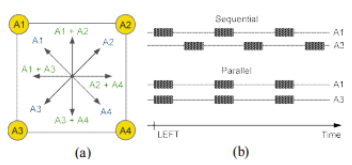 A1
A2
A1 + A2
A1
A2
A1 + A3
A2 + A4
A3
A4
A3 + A4
A3
A4
(a)
Sequential
A1
A3
Parallel
A1
A3
LEFT
Time
(b)